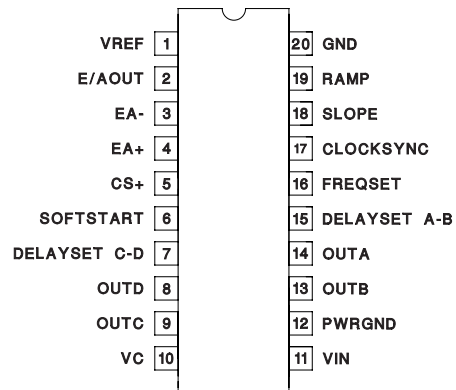 VREF 1 20 GND
E/AOUT 2 19 RAMP
EA- 3 18 SLOPE
EA+ 4 17 CLOCKSYNC
CS+ 5 16 FREQSET
SOFTSTART 6 15 DELAYSET A-B
DELAYSET C-D 7 14 OUTA
OUTD 8 13 OUTB
OUTC 9 12 PWRGND
VC 10 11 VIN